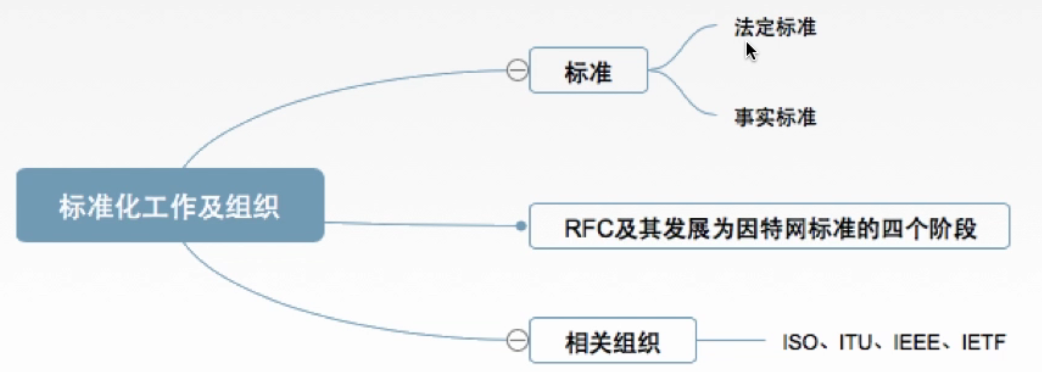 法定标准
标准
事实标准
标准化工作及组织
RFC及其发展为因特网标准的四个阶段
相关组织
ISO、ITU、IEEE、IETF